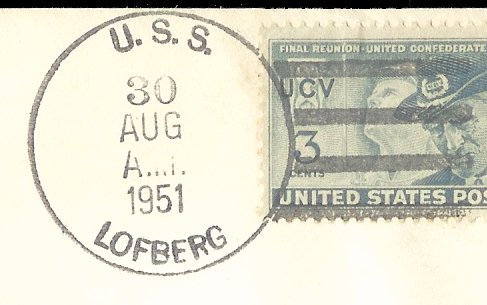 U. S. S.
30
AUG
A.M.
1951
LOFBERG
FINAL REUNION·UNITED CONFEDERATE
UCV
3
CENTS
UNITED STATES POS